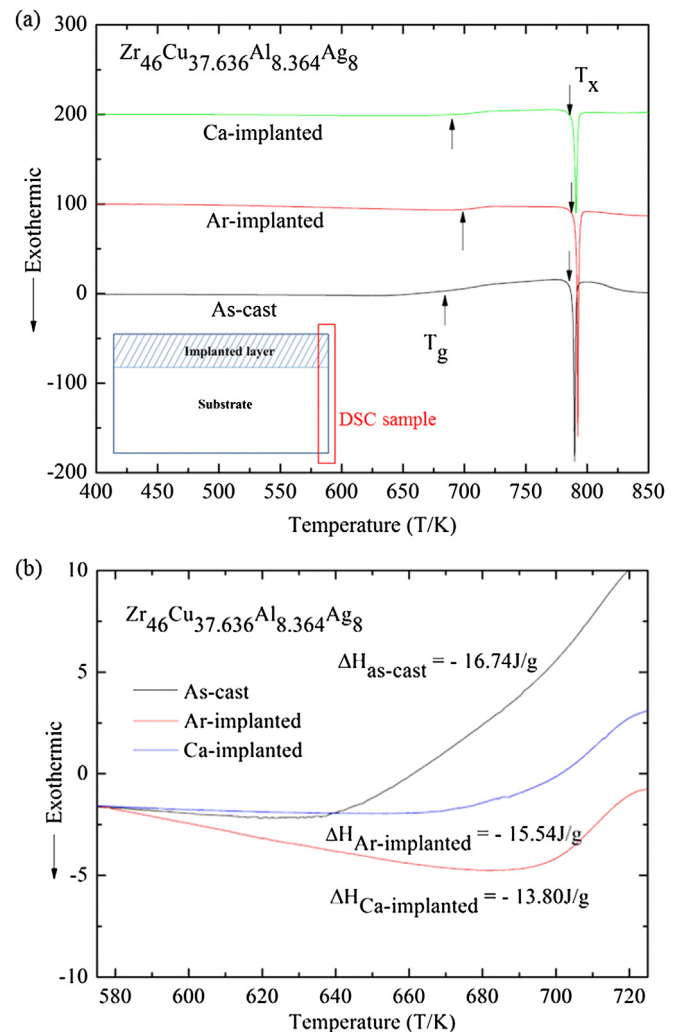 (a)
300
Zr46Cu37.636Al8.364Ag8
Tx
200
Ca-implanted
100
Ar-implanted
Exothermic
0
As-cast
Tg
Implanted layer
-100
Substrate
DSC sample
-200
400 450 500 550 600 650 700 750 800 850
Temperature (T/K)
(b)
10
Zr46Cu37.636Al8.364Ag8
ΔHas-cast = - 16.74J/g
5
As-cast
Ar-implanted
Ca-implanted
0
Exothermic
ΔHAr-implanted = - 15.54J/g
-5
ΔHCa-implanted = - 13.80J/g
-10
580 600 620 640 660 680 700 720
Temperature (T/K)